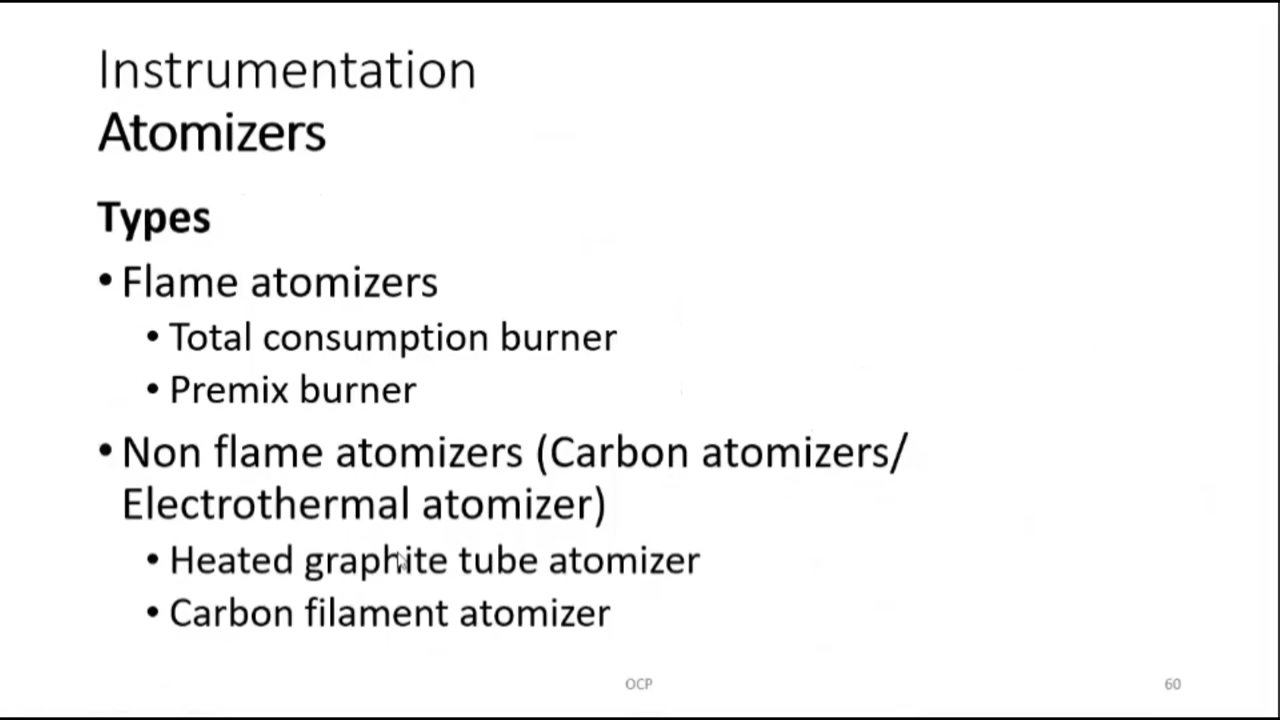 Instrumentation
Atomizers
Types
• Flame atomizers
• Total consumption burner
• Premix burner
• Non flame atomizers (Carbon atomizers/
Electrothermal atomizer)
• Heated graphite tube atomizer
• Carbon filament atomizer
OCP
60